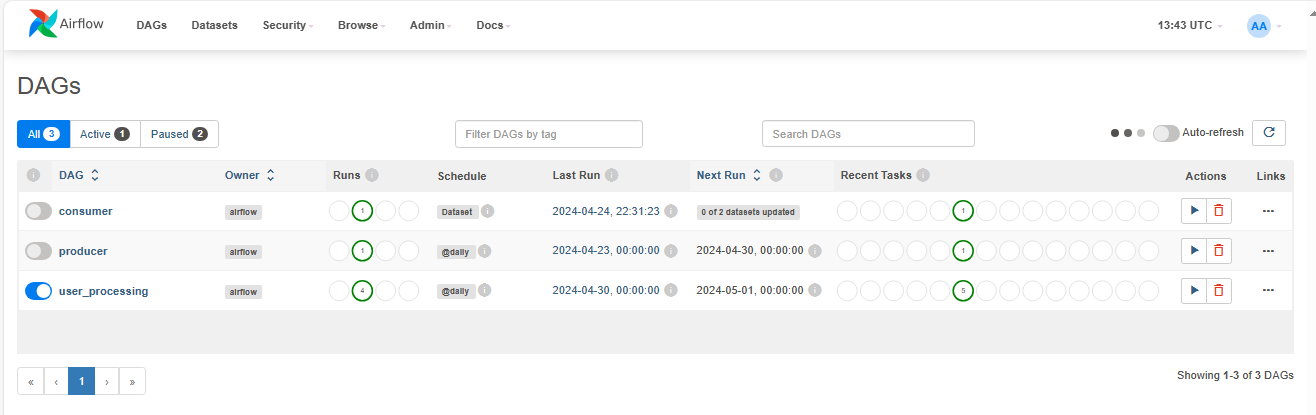 Airflow DAGs Datasets Security Browse Admin Docs 13:43 UTC AA
DAGs
All 3 Active 1 Paused 2 Filter DAGs by tag Search DAGs Auto-refresh
DAG Owner Runs Schedule Last Run Next Run Recent Tasks Actions Links
consumer airflow 1 Dataset 2024-04-24, 22:31:23 0 of 2 datasets updated 1 ...
producer airflow 1 @daily 2024-04-23, 00:00:00 2024-04-30, 00:00:00 1 ...
user_processing airflow 4 @daily 2024-04-30, 00:00:00 2024-05-01, 00:00:00 5 ...
« ‹ 1 › » Showing 1-3 of 3 DAGs